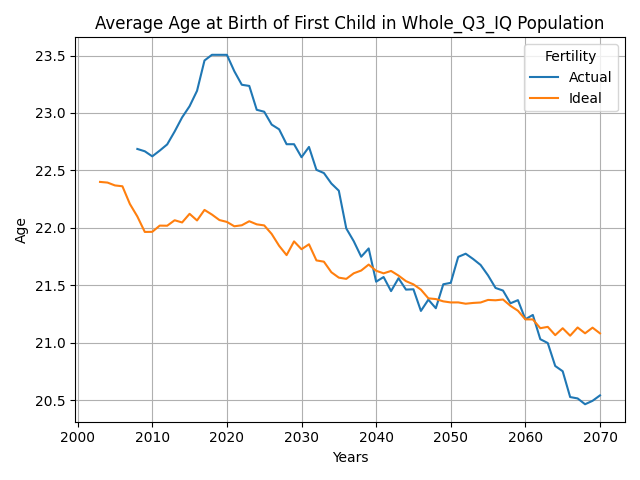 Average Age at Birth of First Child in Whole_Q3_IQ Population
Fertility
Actual
Ideal
23.5
23.0
22.5
22.0
21.5
21.0
20.5
Age
2000
2010
2020
2030
2040
2050
2060
2070
Years